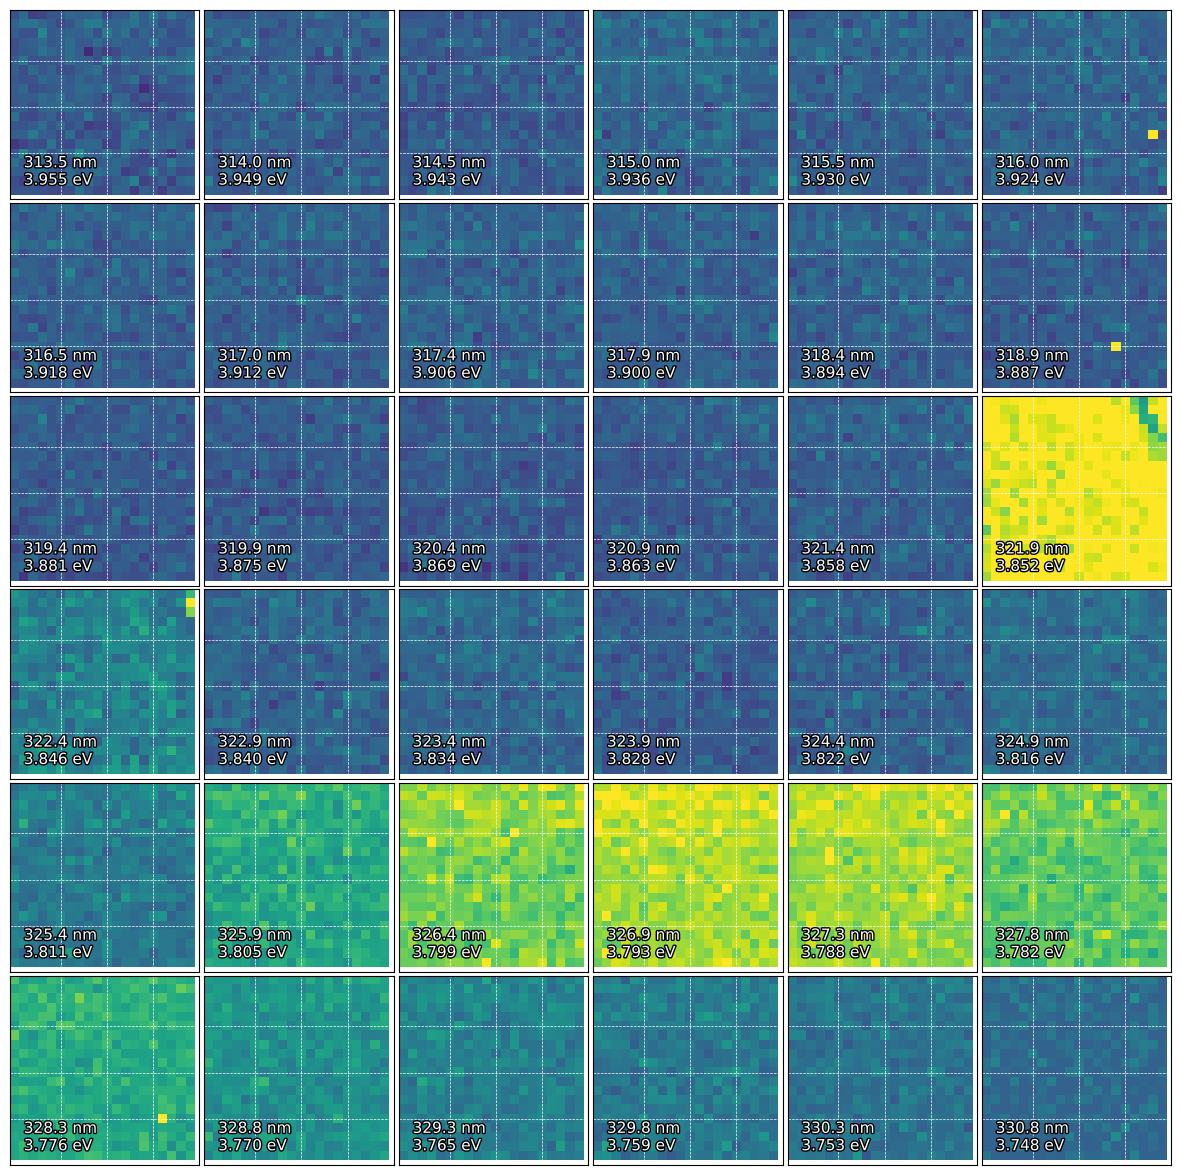 313.5 nm
3.955 eV
314.0 nm
3.949 eV
314.5 nm
3.943 eV
315.0 nm
3.936 eV
315.5 nm
3.930 eV
316.0 nm
3.924 eV
316.5 nm
3.918 eV
317.0 nm
3.912 eV
317.4 nm
3.906 eV
317.9 nm
3.900 eV
318.4 nm
3.894 eV
318.9 nm
3.887 eV
319.4 nm
3.881 eV
319.9 nm
3.875 eV
320.4 nm
3.869 eV
320.9 nm
3.863 eV
321.4 nm
3.858 eV
321.9 nm
3.852 eV
322.4 nm
3.846 eV
322.9 nm
3.840 eV
323.4 nm
3.834 eV
323.9 nm
3.828 eV
324.4 nm
3.822 eV
324.9 nm
3.816 eV
325.4 nm
3.811 eV
325.9 nm
3.805 eV
326.4 nm
3.799 eV
326.9 nm
3.793 eV
327.3 nm
3.788 eV
327.8 nm
3.782 eV
328.3 nm
3.776 eV
328.8 nm
3.770 eV
329.3 nm
3.765 eV
329.8 nm
3.759 eV
330.3 nm
3.753 eV
330.8 nm
3.748 eV